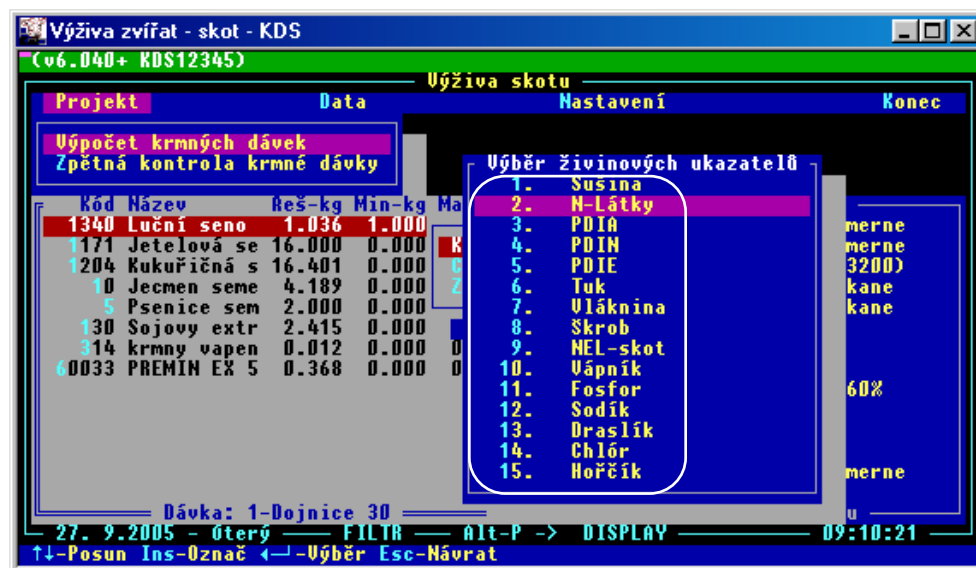 Výživa zvířat - skot - KDS
(v6.040+ KDS12345)
Výživa skotu
Projekt Data Nastavení Konec
Výpočet krmných dávek
Zpětná kontrola krmné dávky
Výběr živinových ukazatelů
1. Sušina
2. N-Látky
3. PDIA
4. PDIN
5. PDIE
6. Tuk
7. Vláknina
8. Škrob
9. NEL-skot
10. Vápník
11. Fosfor
12. Sodík
13. Draslík
14. Chlór
15. Hořčík
Kód Název Reš-kg Min-kg Ma
1340 Luční seno 1.036 1.000
1171 Jetelová se 16.000 0.000 K
1204 Kukuřičná s 16.401 0.000 C
10 Jecmen seme 4.189 0.000 Z
5 Psenice sem 2.000 0.000
130 Sojovy extr 2.415 0.000
314 krmny vapen 0.012 0.000 0
60033 PREMIN EX 5 0.368 0.000 0
merne
merne
3200)
kane
kane
60%
merne
u
Dávka: 1-Dojnice 30
27. 9.2005 - úterý FILTR Alt-P -> DISPLAY 09:10:21
↑↓-Posun Ins-Označ ◄─┘-Výběr Esc-Návrat